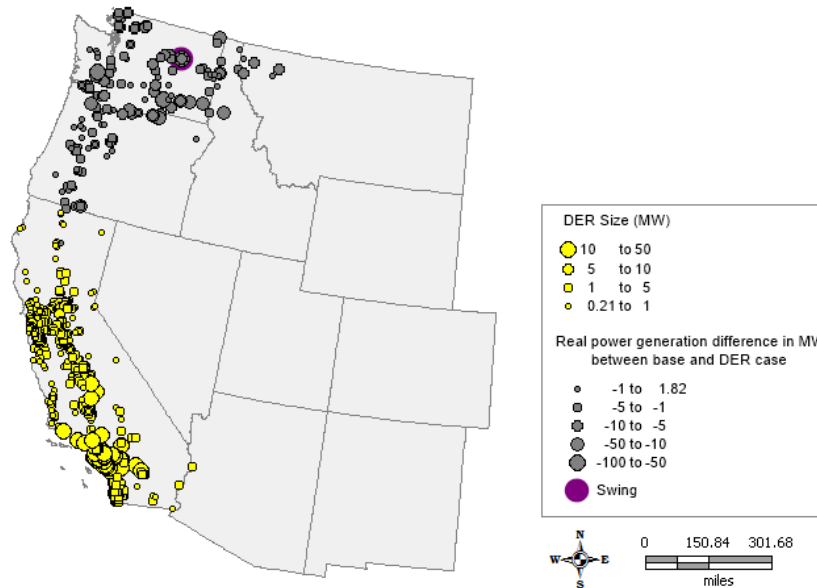 DER Size (MW)
10 to 50
5 to 10
1 to 5
0.21 to 1
Real power generation difference in MW
between base and DER case
-1 to 1.82
-5 to -1
-10 to -5
-50 to -10
-100 to -50
Swing
N
W E
S
0 150.84 301.68
miles